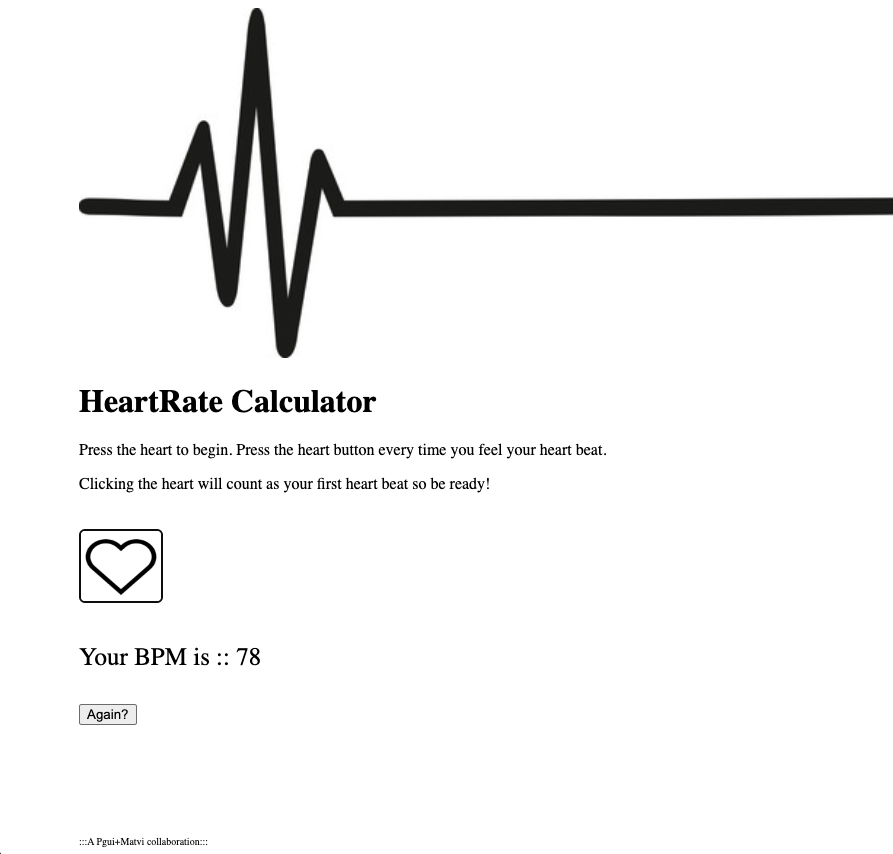 HeartRate Calculator
Press the heart to begin. Press the heart button every time you feel your heart beat.
Clicking the heart will count as your first heart beat so be ready!
Your BPM is :: 78
Again?
:::A Pgui+Matvi collaboration:::